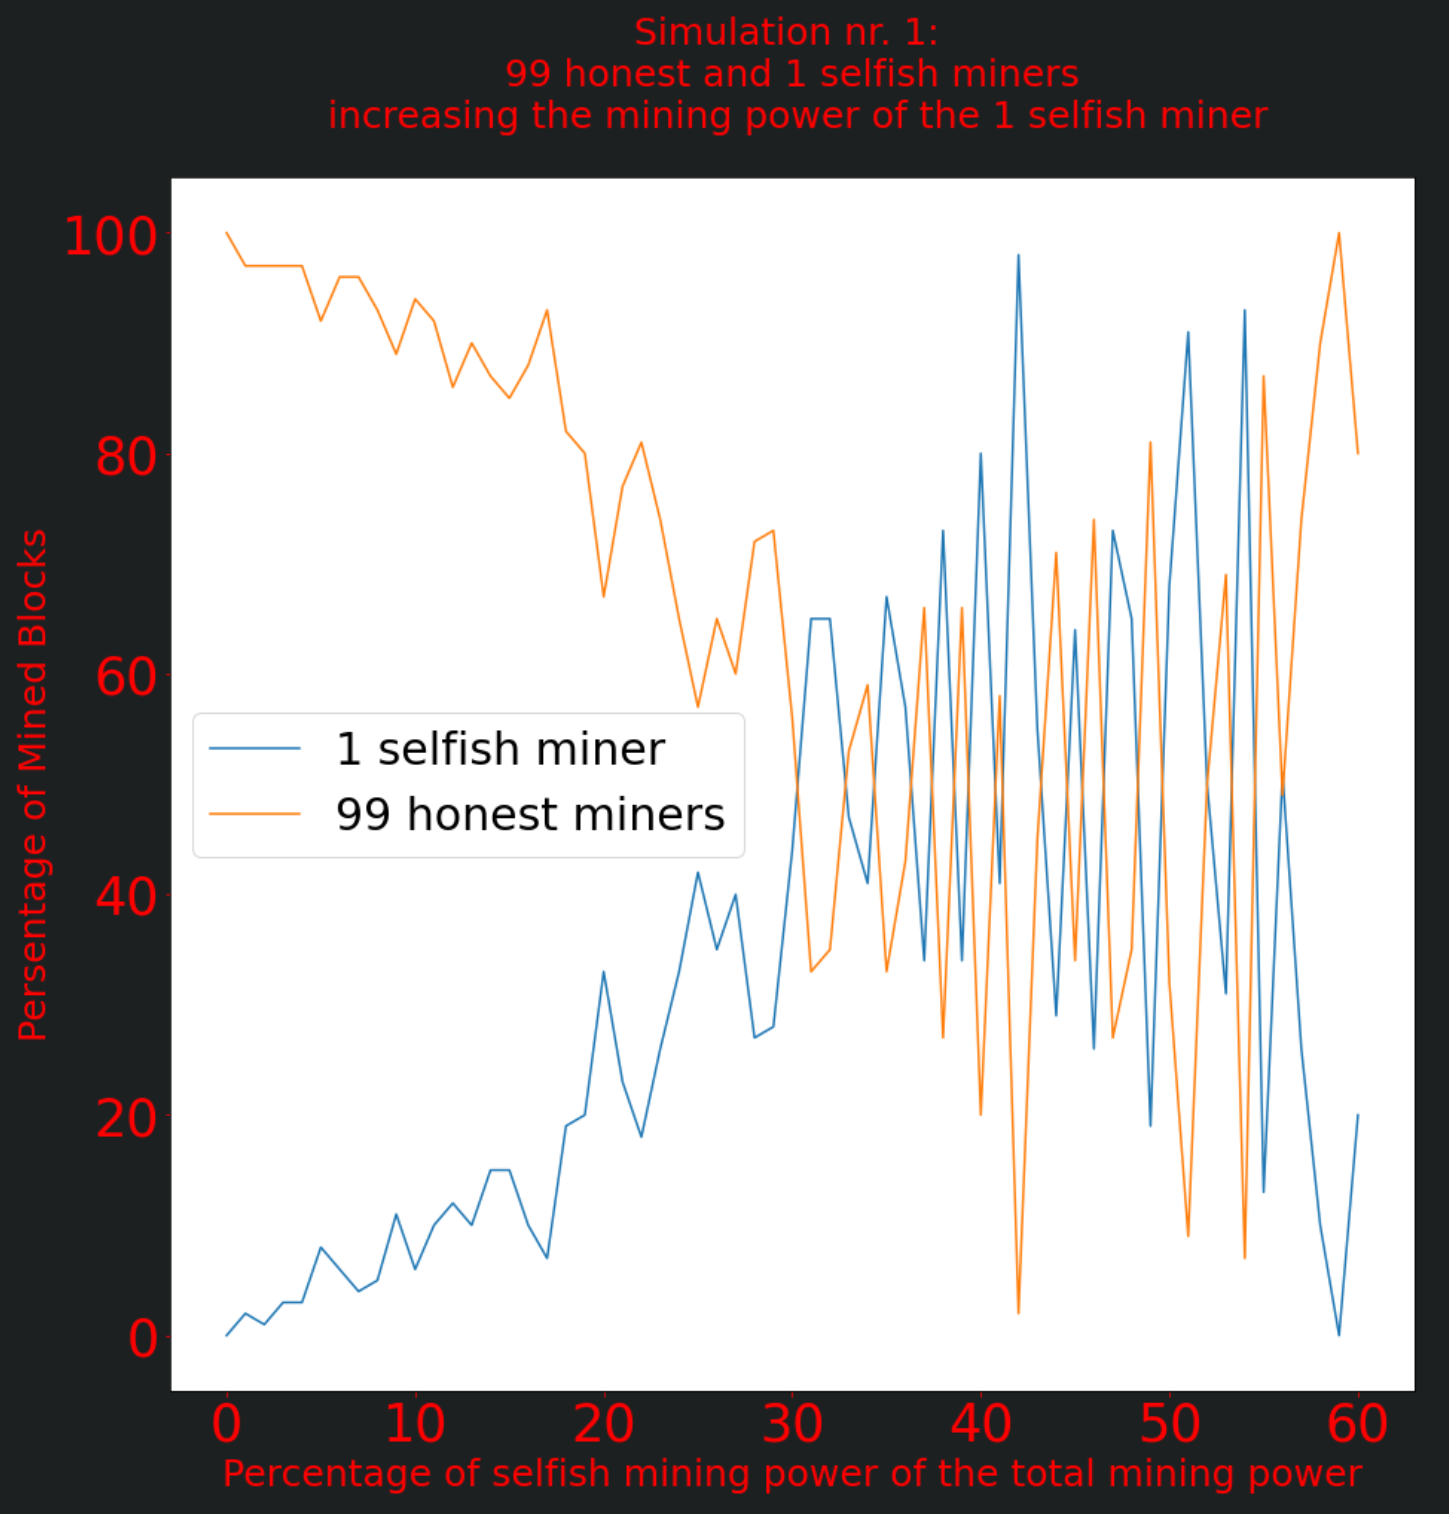 Simulation nr. 1:
99 honest and 1 selfish miners
increasing the mining power of the 1 selfish miner
Persentage of Mined Blocks
100
80
60
40
20
0
1 selfish miner
99 honest miners
0 10 20 30 40 50 60
Percentage of selfish mining power of the total mining power